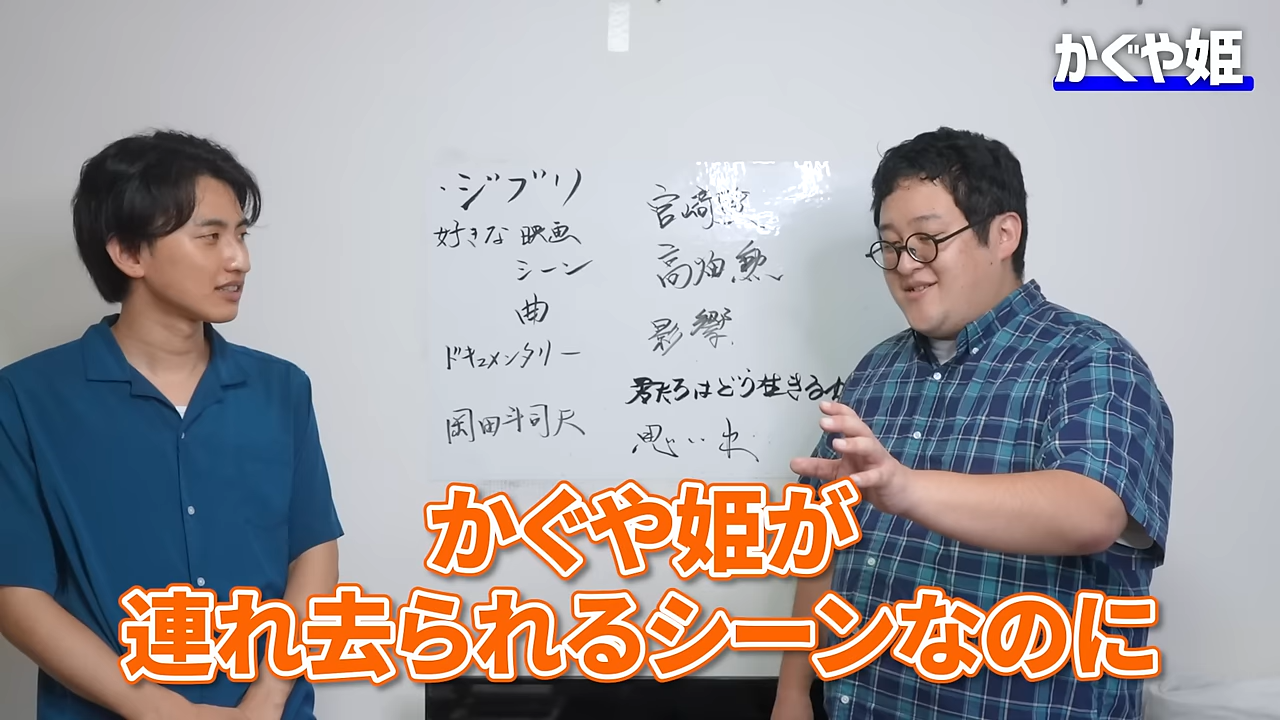 かぐや姫
・ジブリ
好きな映画
シーン
曲
ドキュメンタリー
岡田斗司夫
宮崎駿
高畑勲
影響
君たちはどう生きるか
思い出
かぐや姫が
連れ去られるシーンなのに